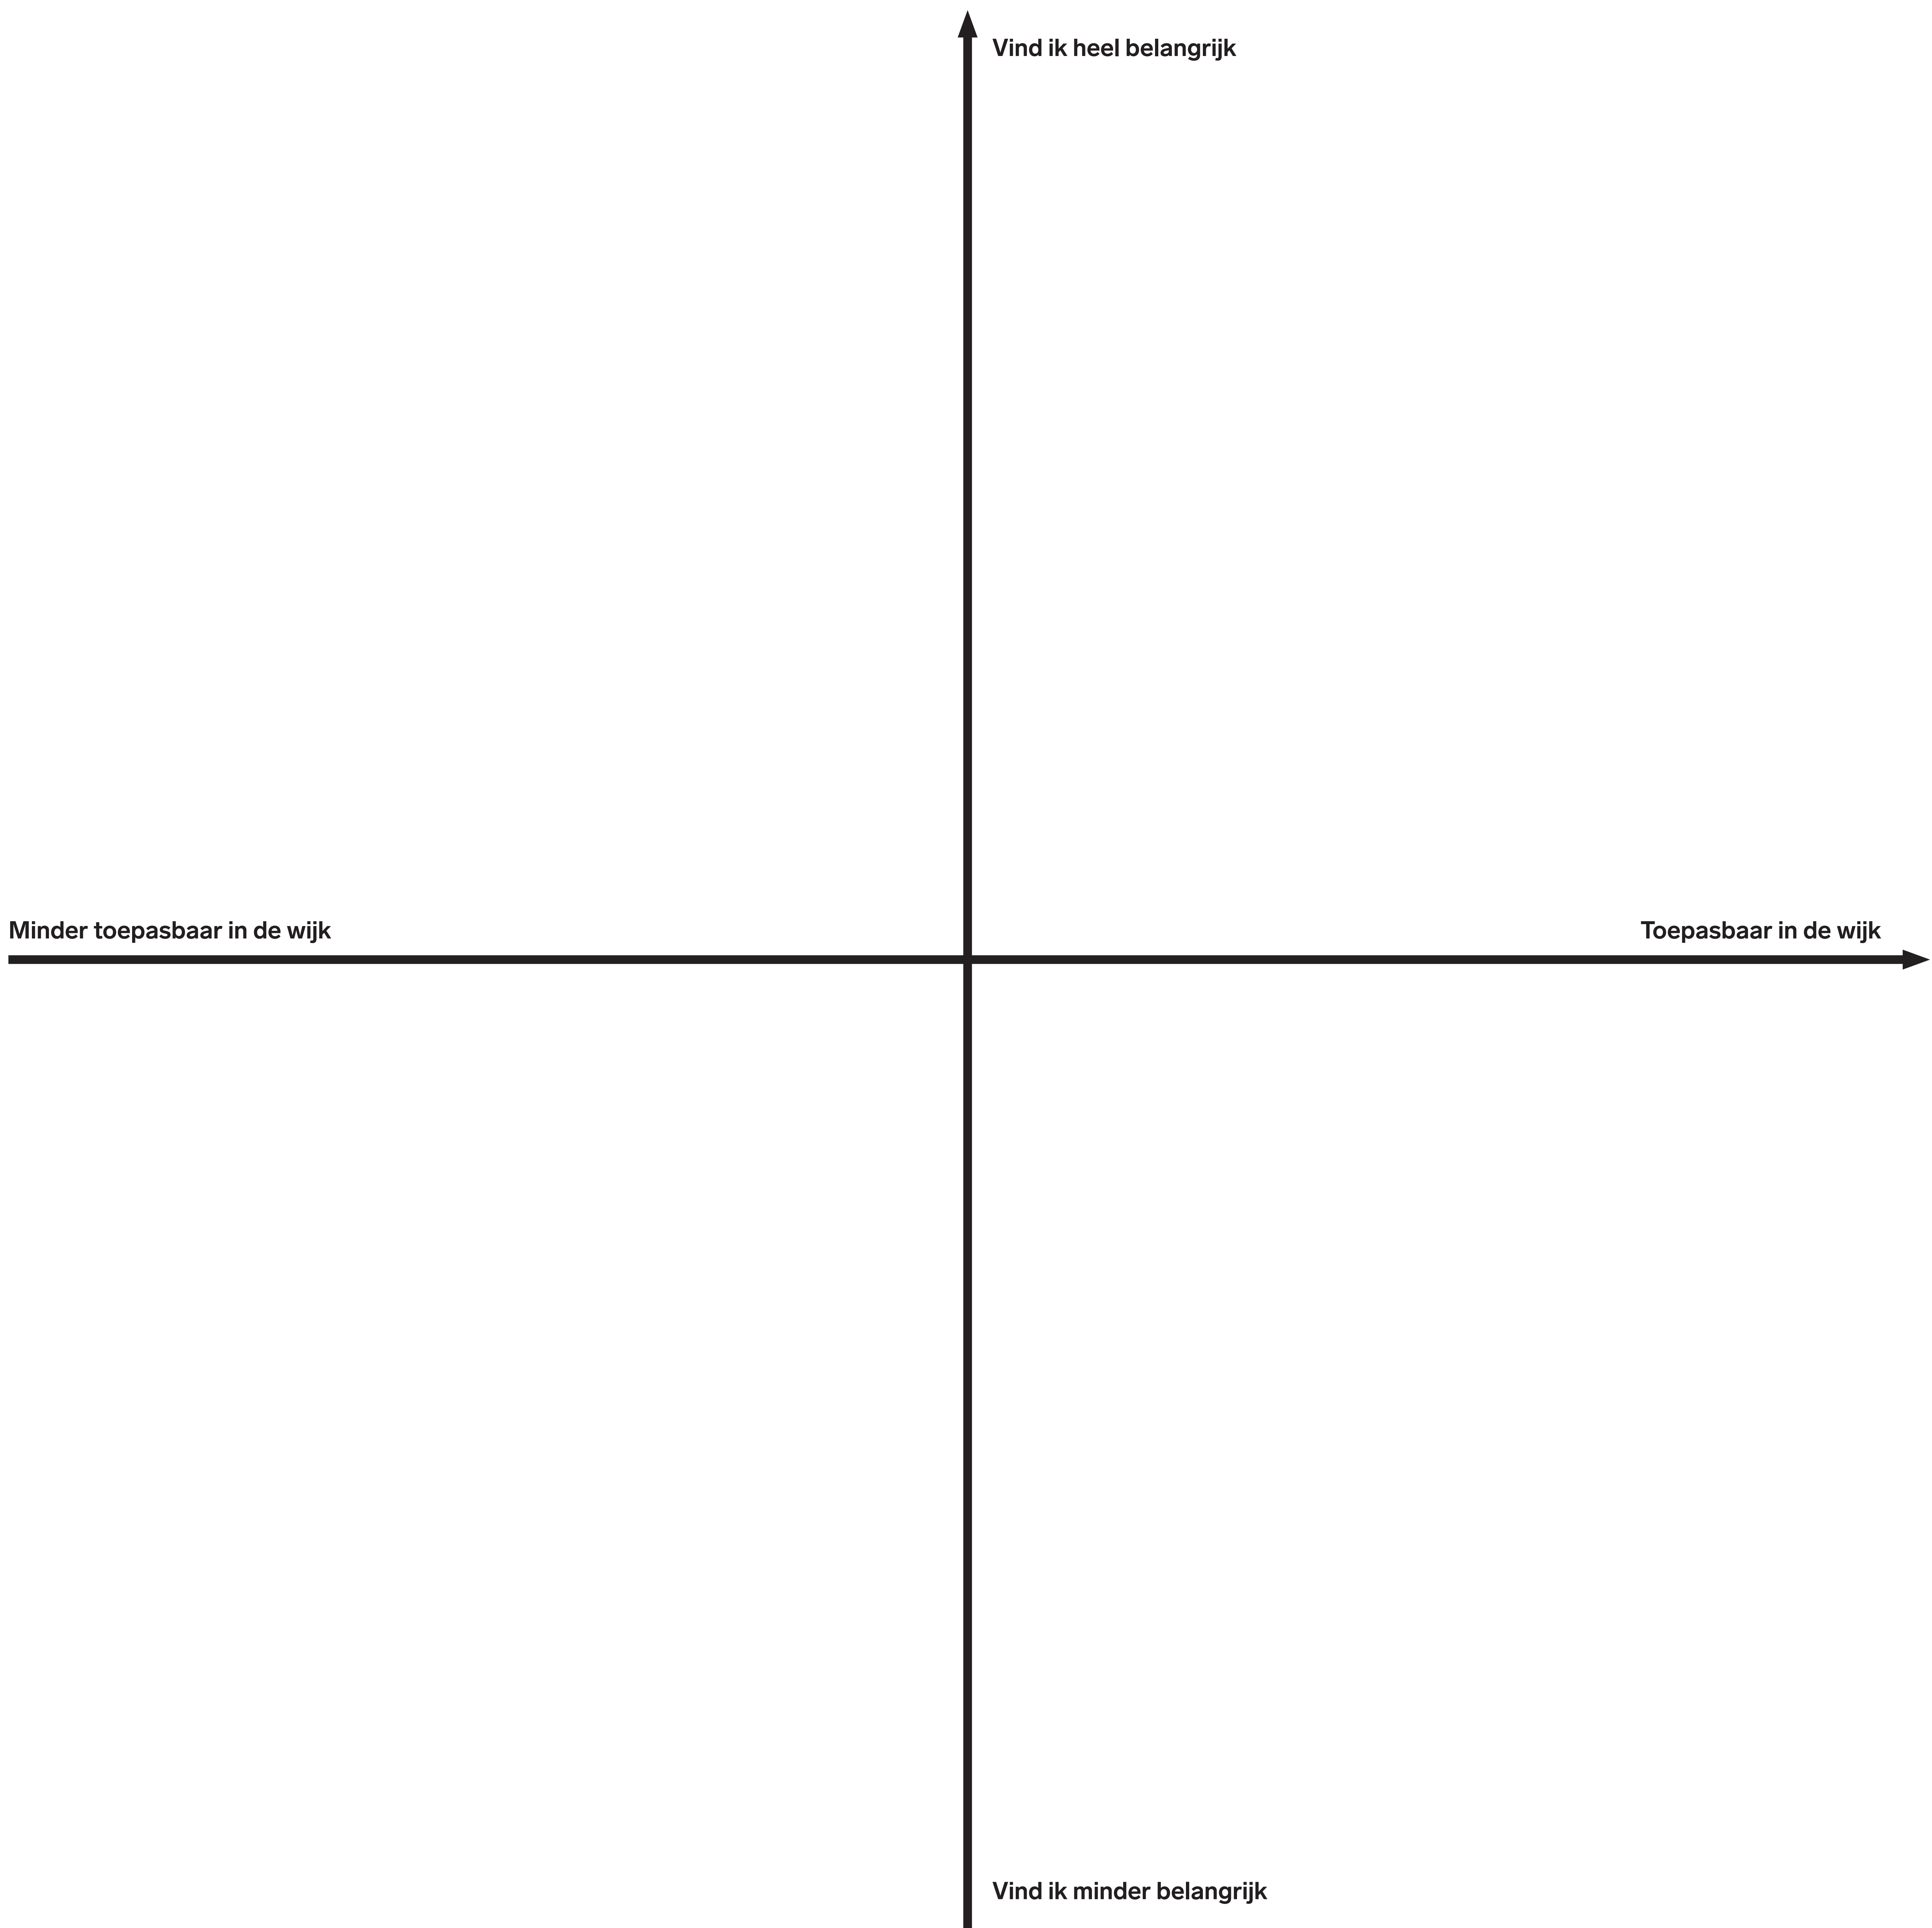 Vind ik heel belangrijk
Minder toepasbaar in de wijk
Toepasbaar in de wijk
Vind ik minder belangrijk